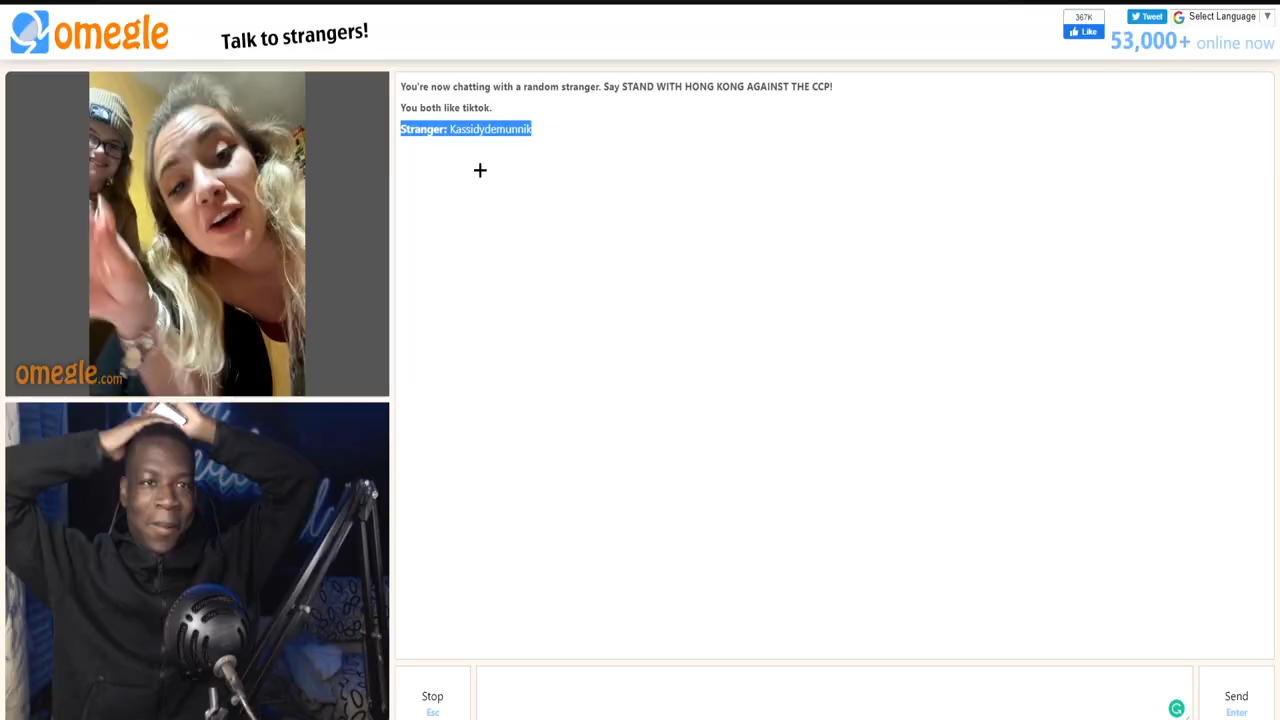 omegle
Talk to strangers!
367K
Like
Tweet
G Select Language ▼
53,000+ online now
You're now chatting with a random stranger. Say STAND WITH HONG KONG AGAINST THE CCP!
You both like tiktok.
Stranger: Kassidydemunnik
omegle.com
Stop
Esc
Send
Enter